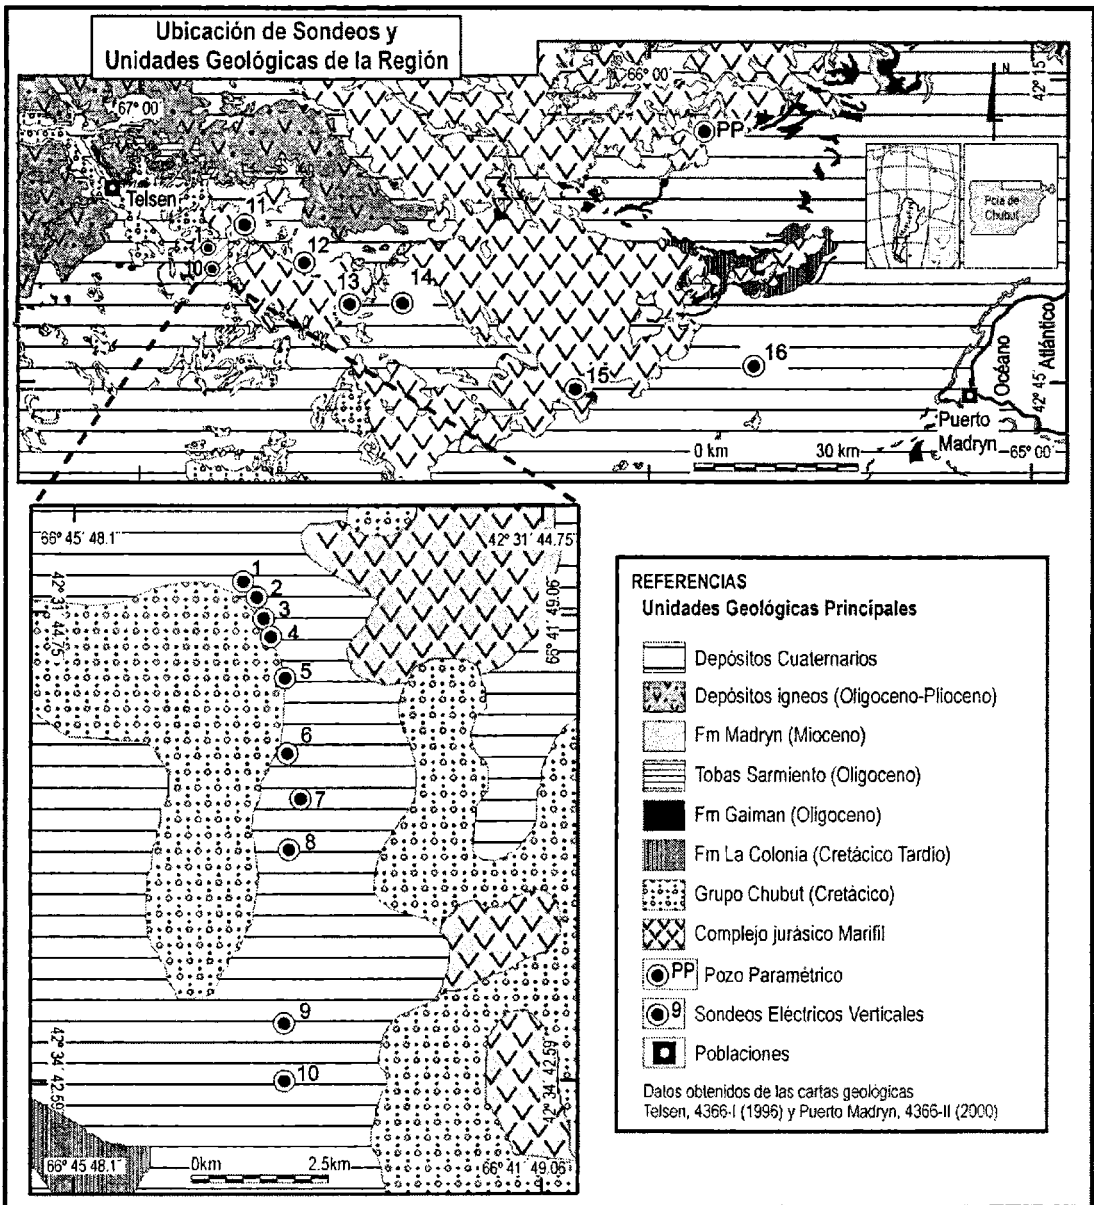 Ubicación de Sondeos y
Unidades Geológicas de la Región
67° 00´
66° 00´
N
42° 15´
PP
Telsen
11
10
12
13
14
15
16
Pcia de
Chubut
Océano
Atlántico
42° 45´
Puerto
Madryn
65° 00´
0 km 30 km
66° 45´ 48.1¨
42° 31´ 44.75¨
42° 31´ 44.75¨
66° 41´ 49.06¨
1
2
3
4
5
6
7
8
9
10
42° 34´ 42.59¨
42° 34´ 42.59¨
66° 45´ 48.1¨
0km 2.5km
66° 41´ 49.06¨
REFERENCIAS
Unidades Geológicas Principales
Depósitos Cuaternarios
Depósitos igneos (Oligoceno-Plioceno)
Fm Madryn (Mioceno)
Tobas Sarmiento (Oligoceno)
Fm Gaiman (Oligoceno)
Fm La Colonia (Cretácico Tardio)
Grupo Chubut (Cretácico)
Complejo jurásico Marifil
PP Pozo Paramétrico
9 Sondeos Eléctricos Verticales
Poblaciones
Datos obtenidos de las cartas geológicas
Telsen, 4366-I (1996) y Puerto Madryn, 4366-II (2000)